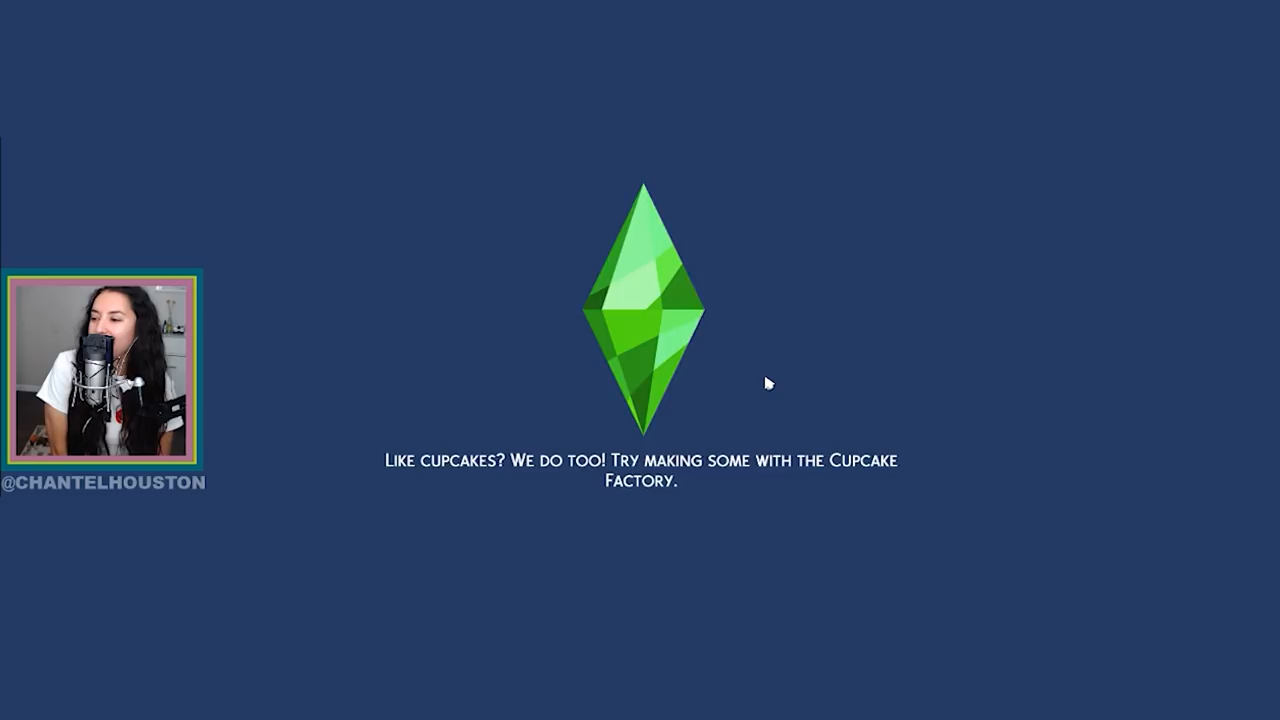 LIKE CUPCAKES? WE DO TOO! TRY MAKING SOME WITH THE CUPCAKE
FACTORY.
@CHANTELHOUSTON